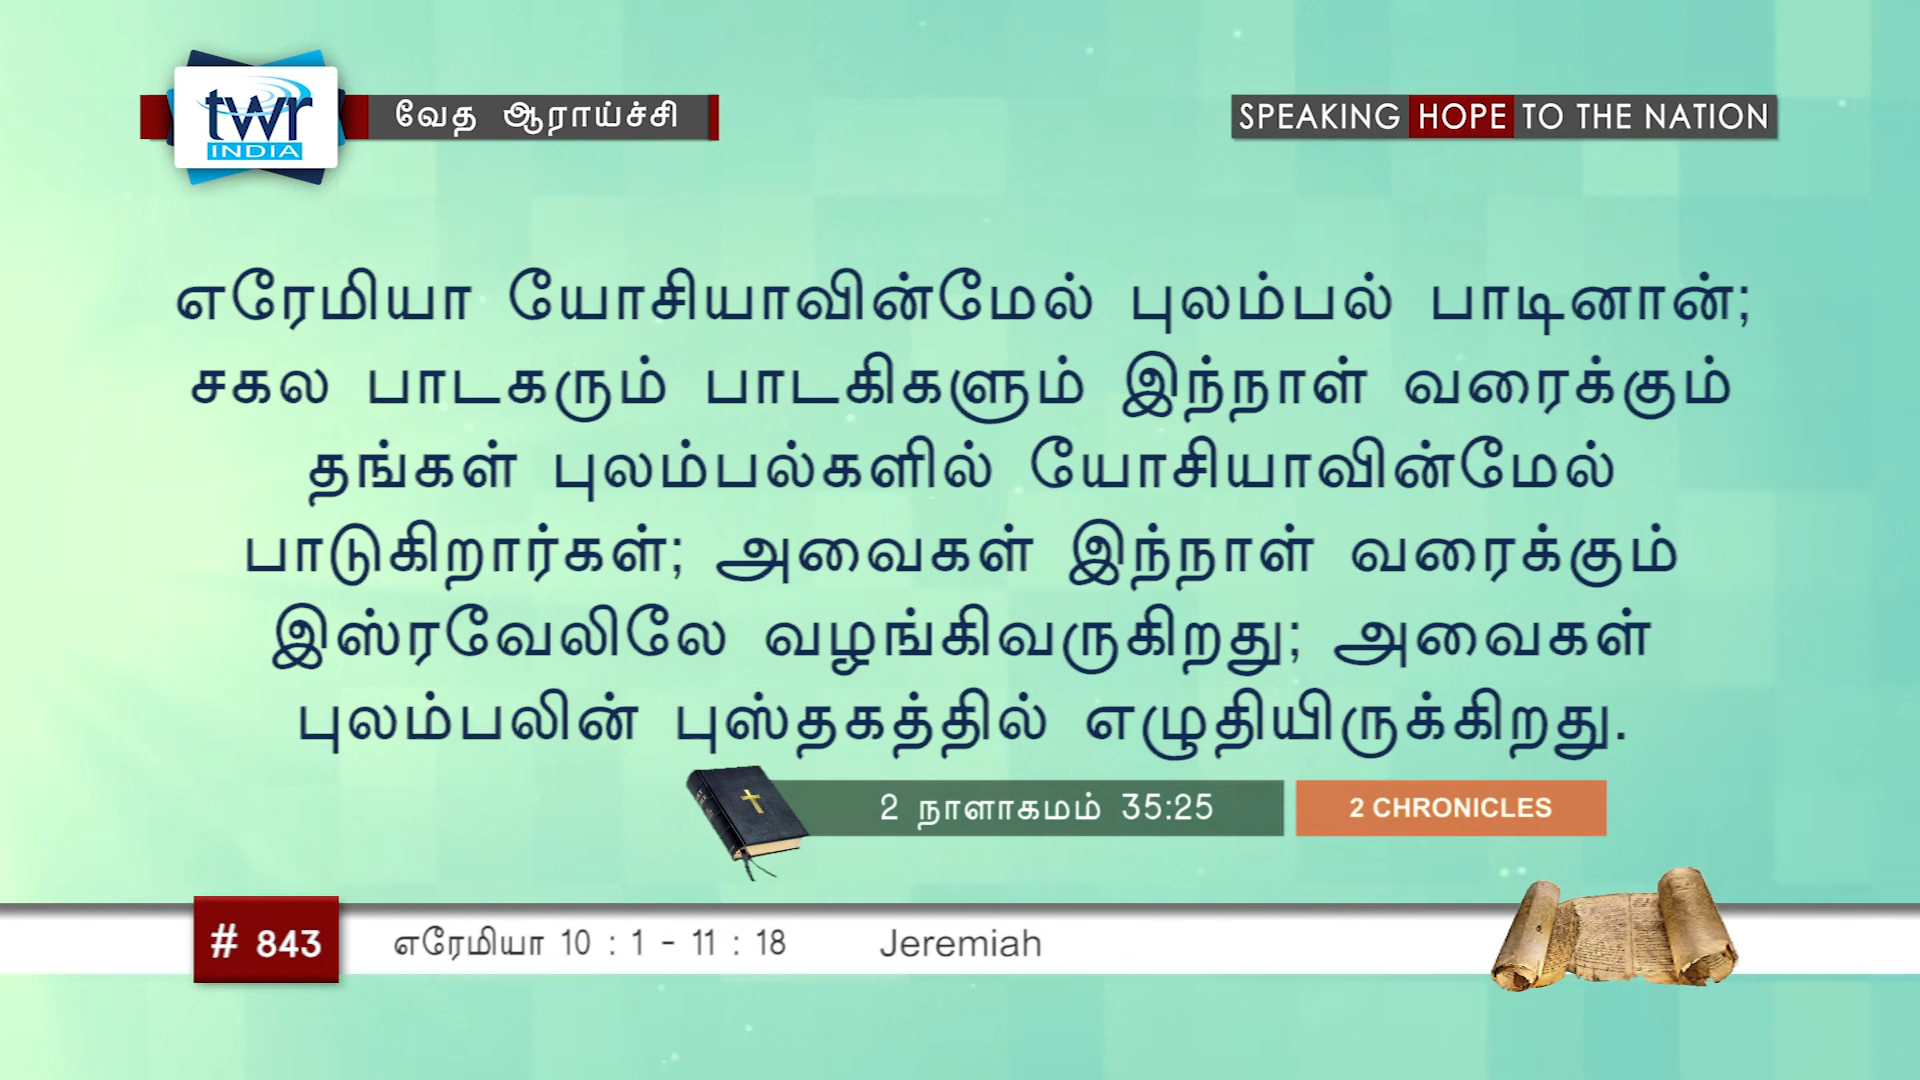 twr
INDIA
வேத ஆராய்ச்சி
SPEAKING HOPE TO THE NATION
எரேமியா யோசியாவின்மேல் புலம்பல் பாடினான்;
சகல பாடகரும் பாடகிகளும் இந்நாள் வரைக்கும்
தங்கள் புலம்பல்களில் யோசியாவின்மேல்
பாடுகிறார்கள்; அவைகள் இந்நாள் வரைக்கும்
இஸ்ரவேலிலே வழங்கிவருகிறது; அவைகள்
புலம்பலின் புஸ்தகத்தில் எழுதியிருக்கிறது.
2 நாளாகமம் 35:25
2 CHRONICLES
# 843
எரேமியா 10 : 1 - 11 : 18
Jeremiah